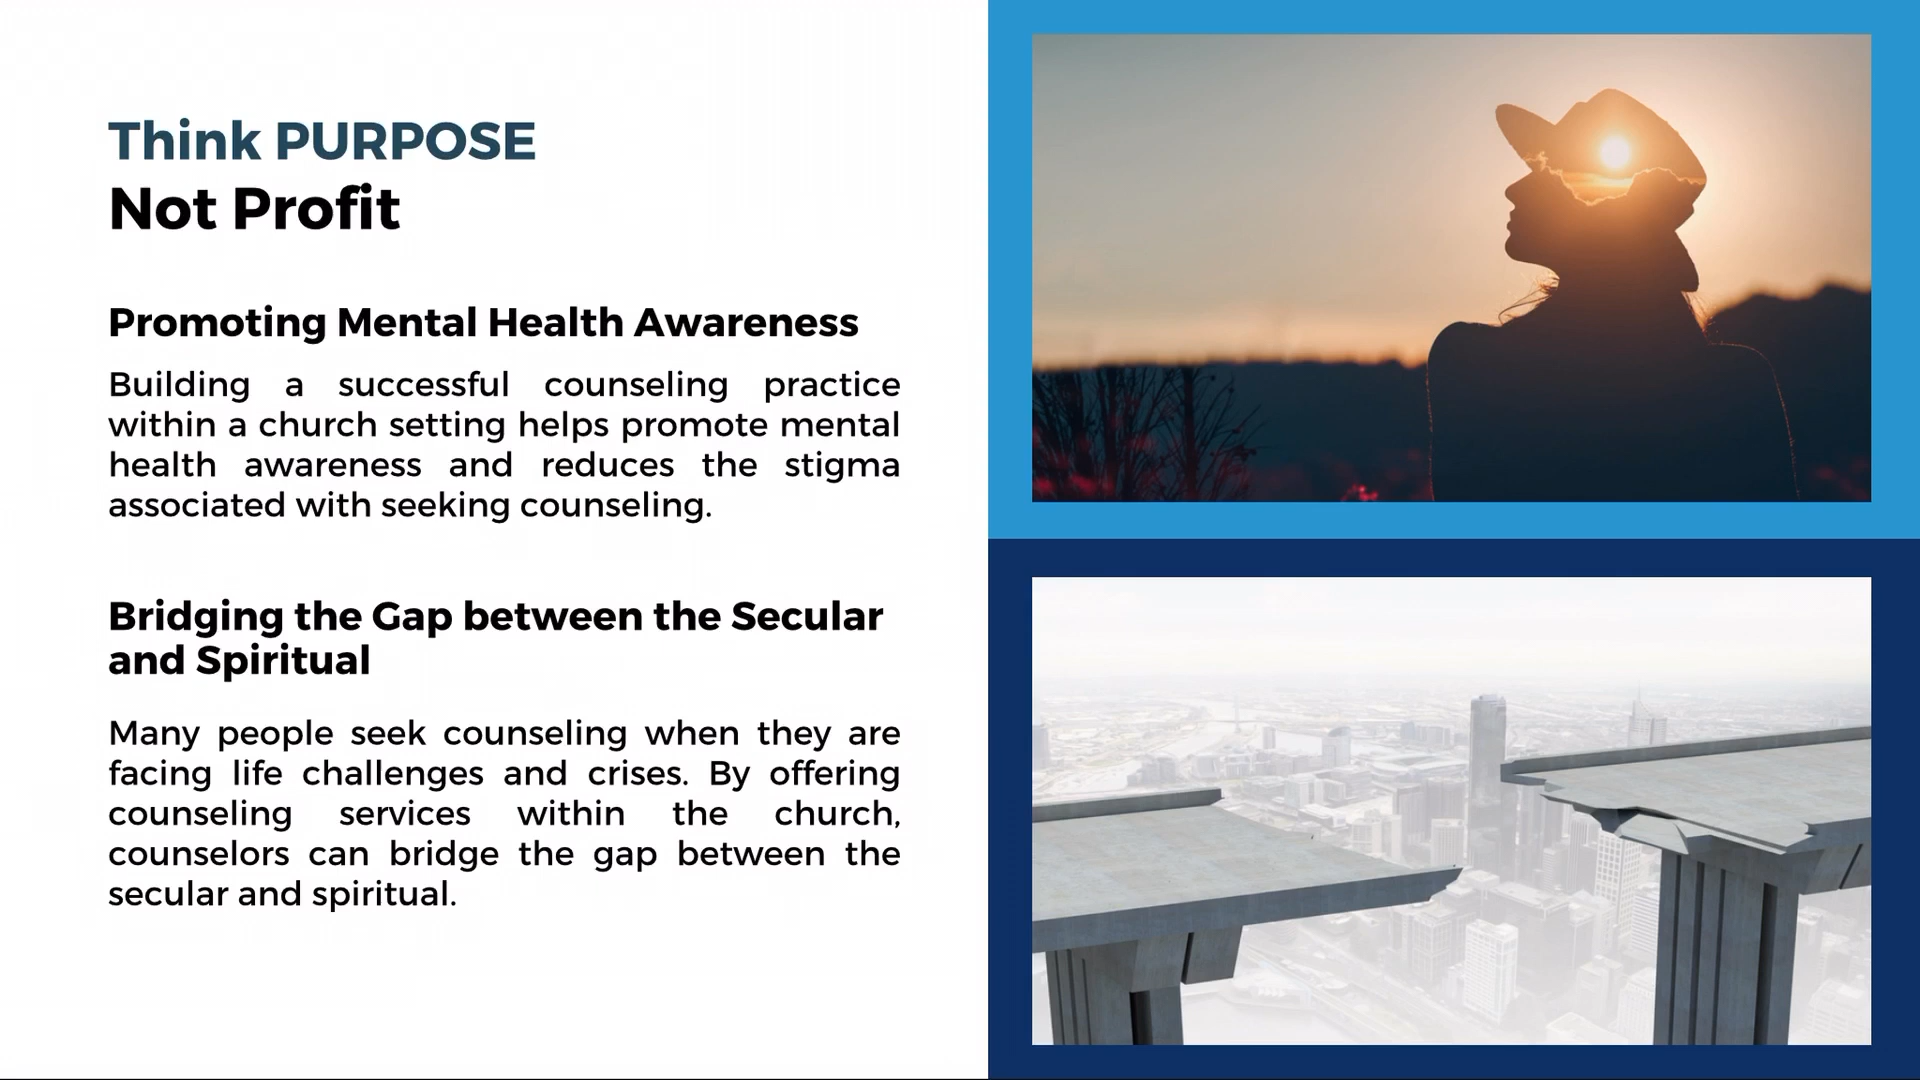 Think PURPOSE
Not Profit
Promoting Mental Health Awareness
Building a successful counseling practice
within a church setting helps promote mental
health awareness and reduces the stigma
associated with seeking counseling.
Bridging the Gap between the Secular
and Spiritual
Many people seek counseling when they are
facing life challenges and crises. By offering
counseling services within the church,
counselors can bridge the gap between the
secular and spiritual.